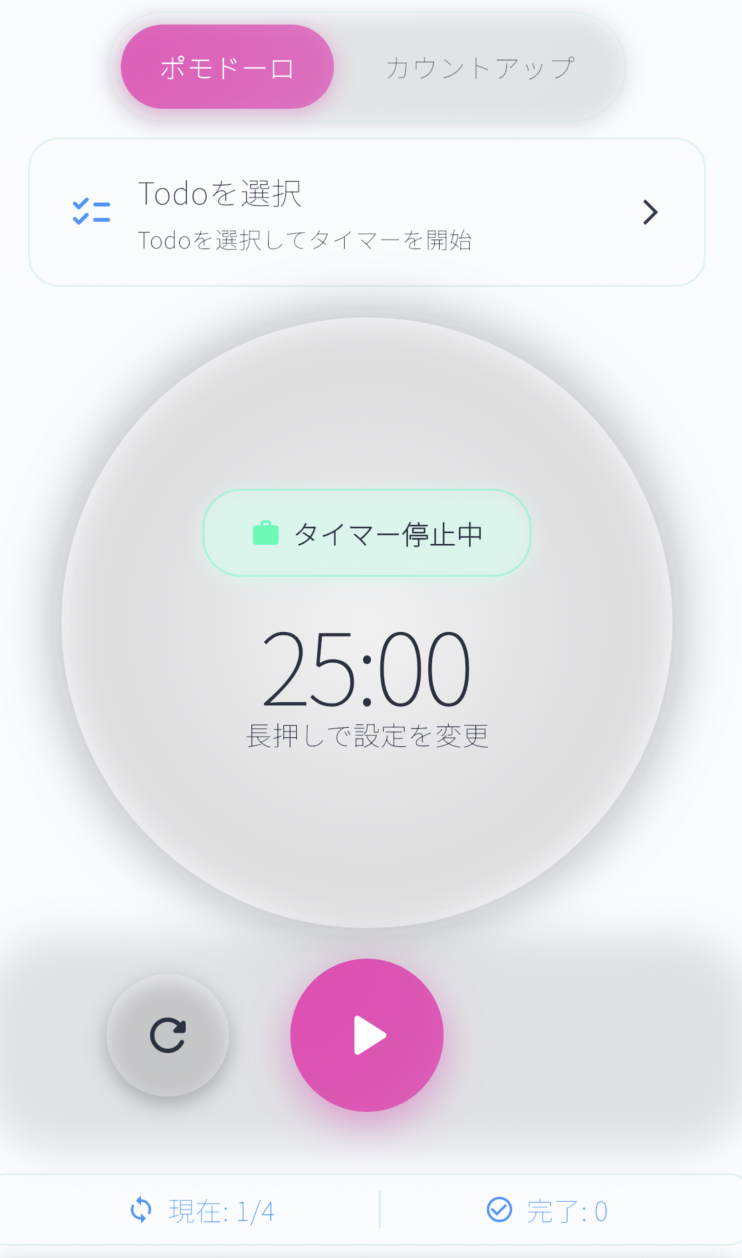 ポモドーロ
カウントアップ
Todoを選択
Todoを選択してタイマーを開始
タイマー停止中
25:00
長押しで設定を変更
現在: 1/4
完了: 0